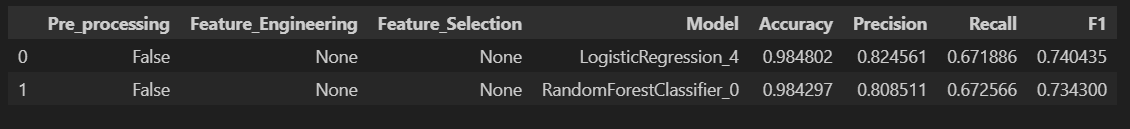 Pre_processing Feature_Engineering Feature_Selection Model Accuracy Precision Recall F1
0 False None None LogisticRegression_4 0.984802 0.824561 0.671886 0.740435
1 False None None RandomForestClassifier_0 0.984297 0.808511 0.672566 0.734300